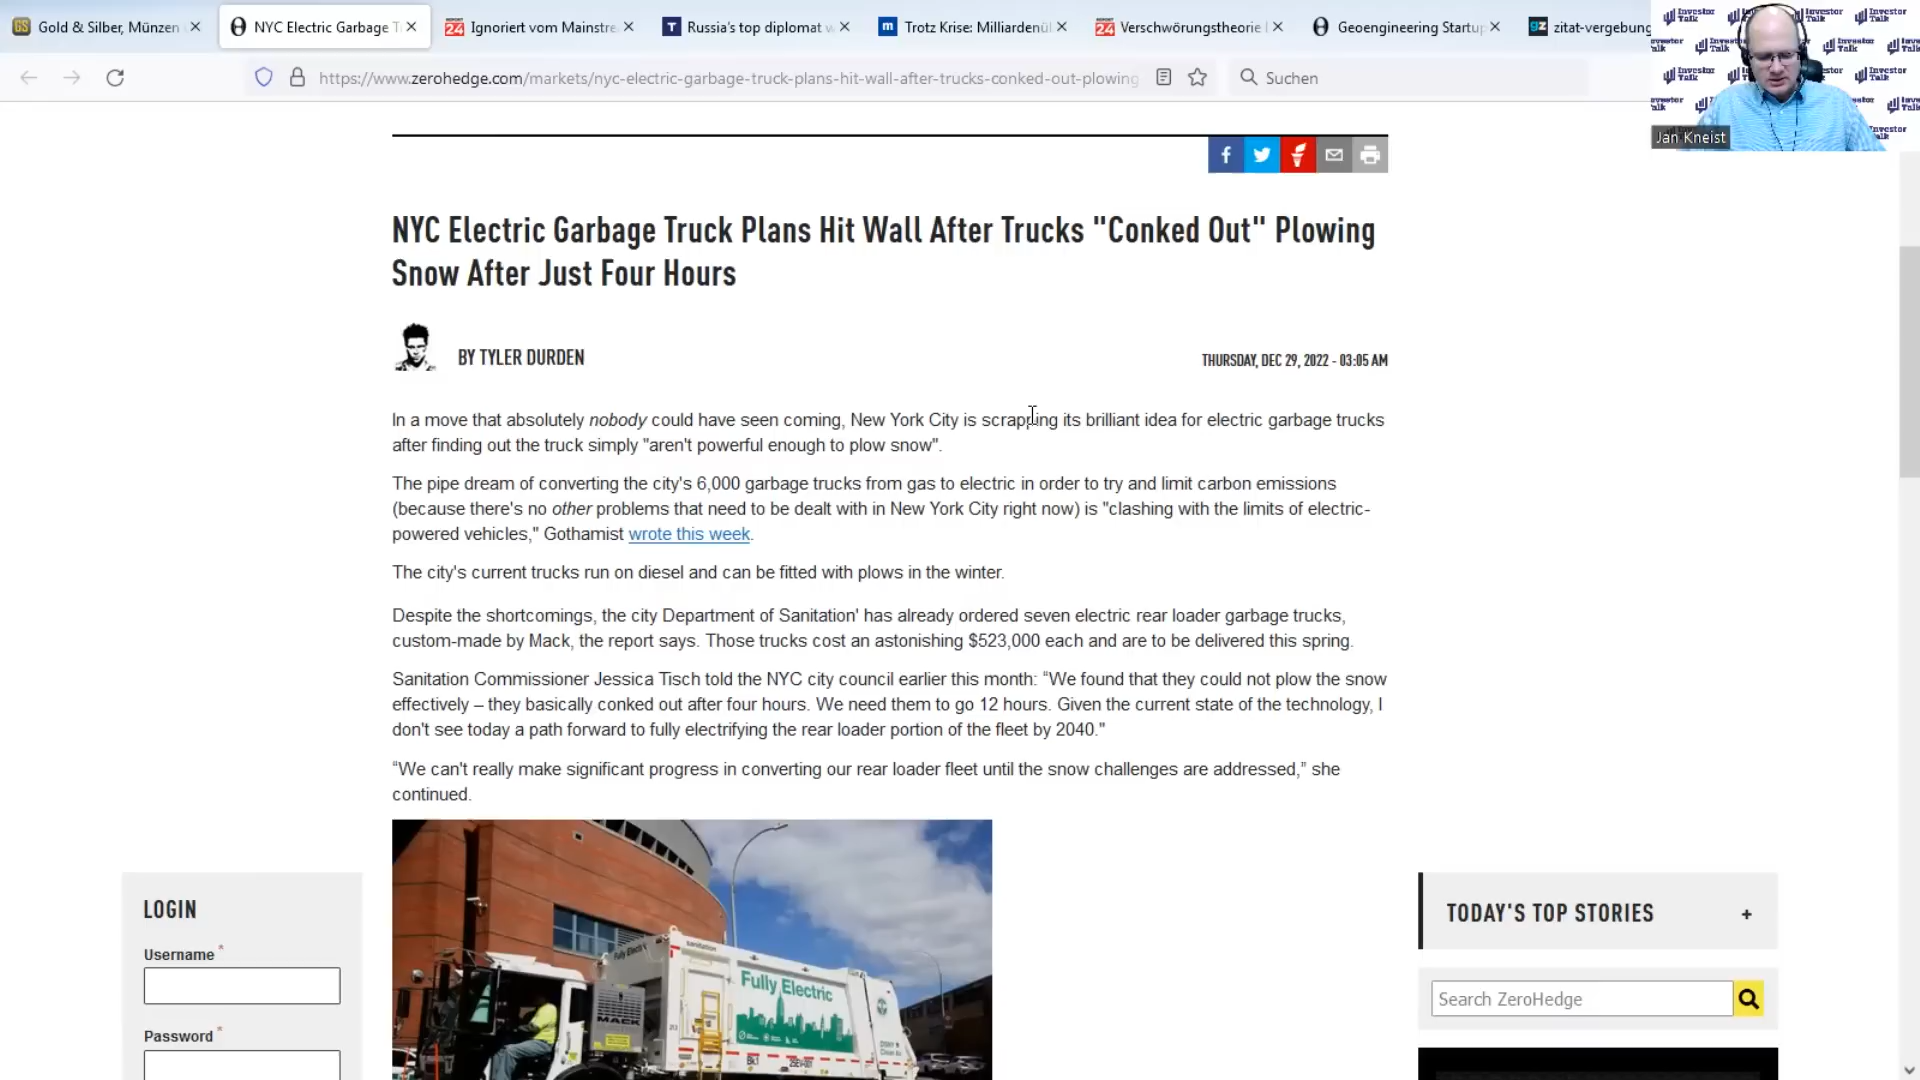 Gold & Silber, Münzen
NYC Electric Garbage T
Ignoriert vom Mainstre
Russia's top diplomat w
Trotz Krise: Milliardenül
Verschwörungstheorie
Geoengineering Startup
zitat-vergebung
https://www.zerohedge.com/markets/nyc-electric-garbage-truck-plans-hit-wall-after-trucks-conked-out-plowing
Suchen
Investor Talk
Jan Kneist
NYC Electric Garbage Truck Plans Hit Wall After Trucks "Conked Out" Plowing
Snow After Just Four Hours
BY TYLER DURDEN
THURSDAY, DEC 29, 2022 - 03:05 AM
In a move that absolutely nobody could have seen coming, New York City is scrapping its brilliant idea for electric garbage trucks
after finding out the truck simply "aren't powerful enough to plow snow".
The pipe dream of converting the city's 6,000 garbage trucks from gas to electric in order to try and limit carbon emissions
(because there's no other problems that need to be dealt with in New York City right now) is "clashing with the limits of electric-
powered vehicles," Gothamist wrote this week.
The city's current trucks run on diesel and can be fitted with plows in the winter.
Despite the shortcomings, the city Department of Sanitation' has already ordered seven electric rear loader garbage trucks,
custom-made by Mack, the report says. Those trucks cost an astonishing $523,000 each and are to be delivered this spring.
Sanitation Commissioner Jessica Tisch told the NYC city council earlier this month: “We found that they could not plow the snow
effectively – they basically conked out after four hours. We need them to go 12 hours. Given the current state of the technology, I
don't see today a path forward to fully electrifying the rear loader portion of the fleet by 2040."
“We can't really make significant progress in converting our rear loader fleet until the snow challenges are addressed,” she
continued.
sanitation
Fully Electric
MACK
LOGIN
Username *
Password *
TODAY'S TOP STORIES +
Search ZeroHedge